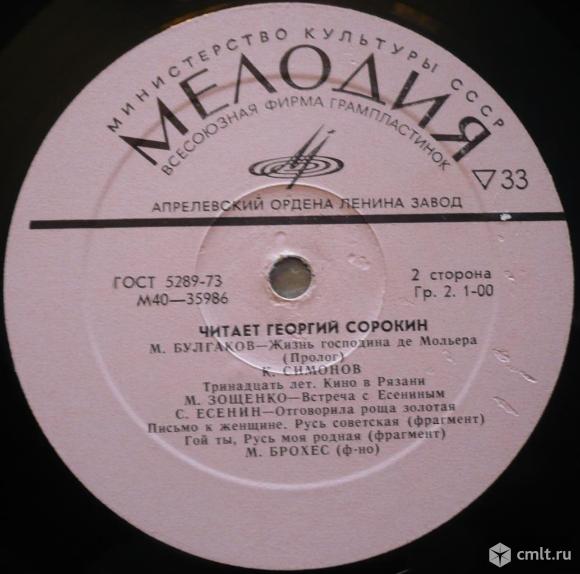 МИНИСТЕРСТВО КУЛЬТУРЫ СССР
МЕЛОДИЯ
ВСЕСОЮЗНАЯ ФИРМА ГРАМПЛАСТИНОК
33
АПРЕЛЕВСКИЙ ОРДЕНА ЛЕНИНА ЗАВОД
ГОСТ 5289-73
М40—35986
2 сторона
Гр. 2. 1-00
ЧИТАЕТ ГЕОРГИЙ СОРОКИН
М. БУЛГАКОВ—Жизнь господина де Мольера
(Пролог)
К. СИМОНОВ
Тринадцать лет. Кино в Рязани
М. ЗОЩЕНКО—Встреча с Есениным
С. ЕСЕНИН—Отговорила роща золотая
Письмо к женщине. Русь советская (фрагмент)
Гой ты, Русь моя родная (фрагмент)
М. БРОХЕС (ф-но)
cmlt.ru